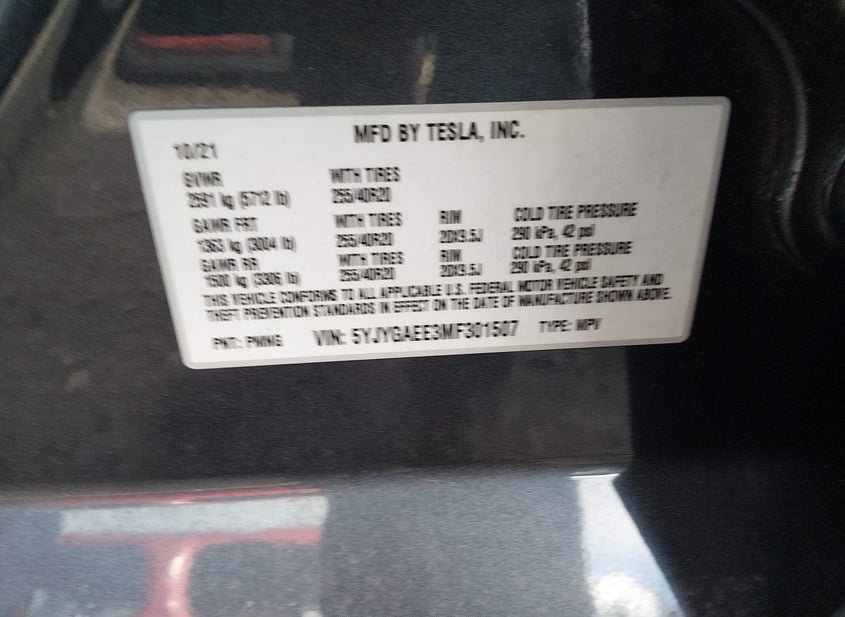 MFD BY TESLA, INC.
10/21
GVWR WITH TIRES
2591 kg (5712 lb) 255/40R20
GAWR FRT WITH TIRES RIM COLD TIRE PRESSURE
1363 kg (3004 lb) 255/40R20 20X9.5J 290 kPa, 42 psi
GAWR RR WITH TIRES RIM COLD TIRE PRESSURE
1500 kg (3306 lb) 255/40R20 20X9.5J 290 kPa, 42 psi
THIS VEHICLE CONFORMS TO ALL APPLICABLE U.S. FEDERAL MOTOR VEHICLE SAFETY AND
THEFT PREVENTION STANDARDS IN EFFECT ON THE DATE OF MANUFACTURE SHOWN ABOVE.
PNT: PMNG VIN: 5YJYGAEE3MF301507 TYPE: MPV